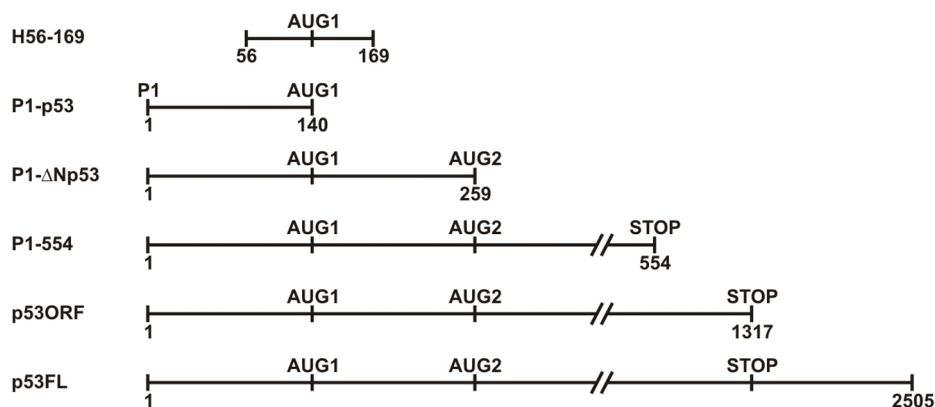 H56-169 AUG1
56 169
P1-p53 P1 AUG1
1 140
P1-ΔNp53 AUG1 AUG2
1 259
P1-554 AUG1 AUG2 STOP
1 554
p53ORF AUG1 AUG2 STOP
1 1317
p53FL AUG1 AUG2 STOP
1 2505